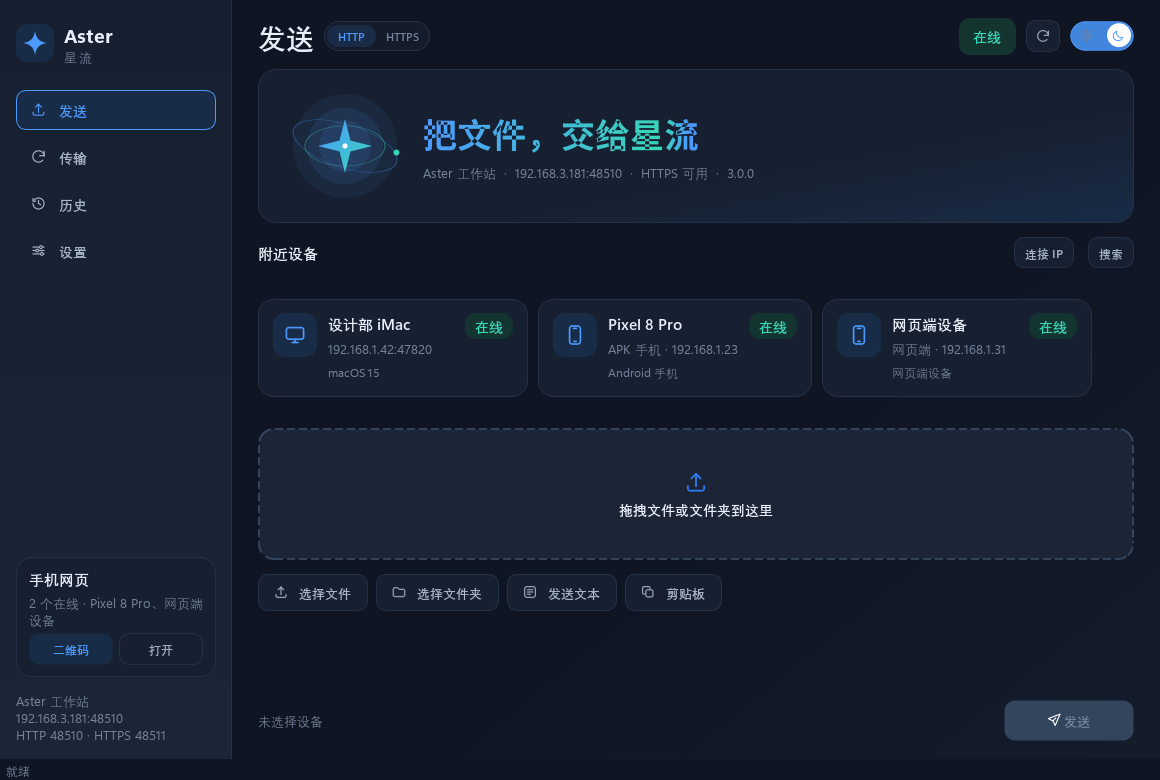 Aster
星流
发送
传输
历史
设置
手机网页
2 个在线 · Pixel 8 Pro、网页端
设备
二维码
打开
Aster 工作站
192.168.3.181:48510
HTTP 48510 · HTTPS 48511
就绪
发送
HTTP
HTTPS
在线
把文件，交给星流
Aster 工作站 · 192.168.3.181:48510 · HTTPS 可用 · 3.0.0
附近设备
连接 IP
搜索
设计部 iMac
在线
192.168.1.42:47820
macOS 15
Pixel 8 Pro
在线
APK 手机 · 192.168.1.23
Android 手机
网页端设备
在线
网页端 · 192.168.1.31
网页端设备
拖拽文件或文件夹到这里
选择文件
选择文件夹
发送文本
剪贴板
未选择设备
发送